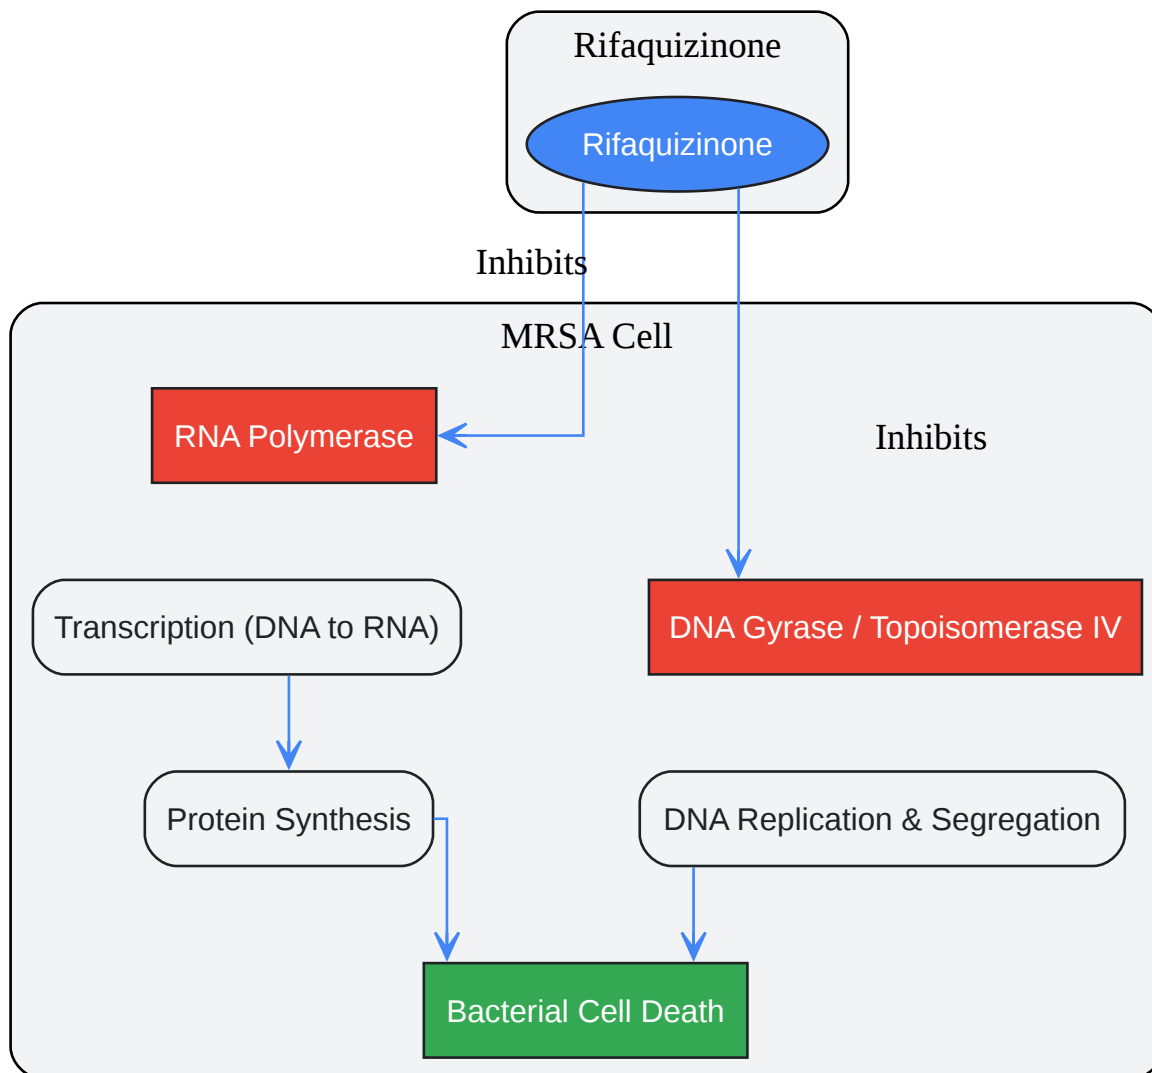 Rifaquizinone
Rifaquizinone
Inhibits
MRSA Cell
RNA Polymerase
Inhibits
Transcription (DNA to RNA)
DNA Gyrase / Topoisomerase IV
Protein Synthesis
DNA Replication & Segregation
Bacterial Cell Death